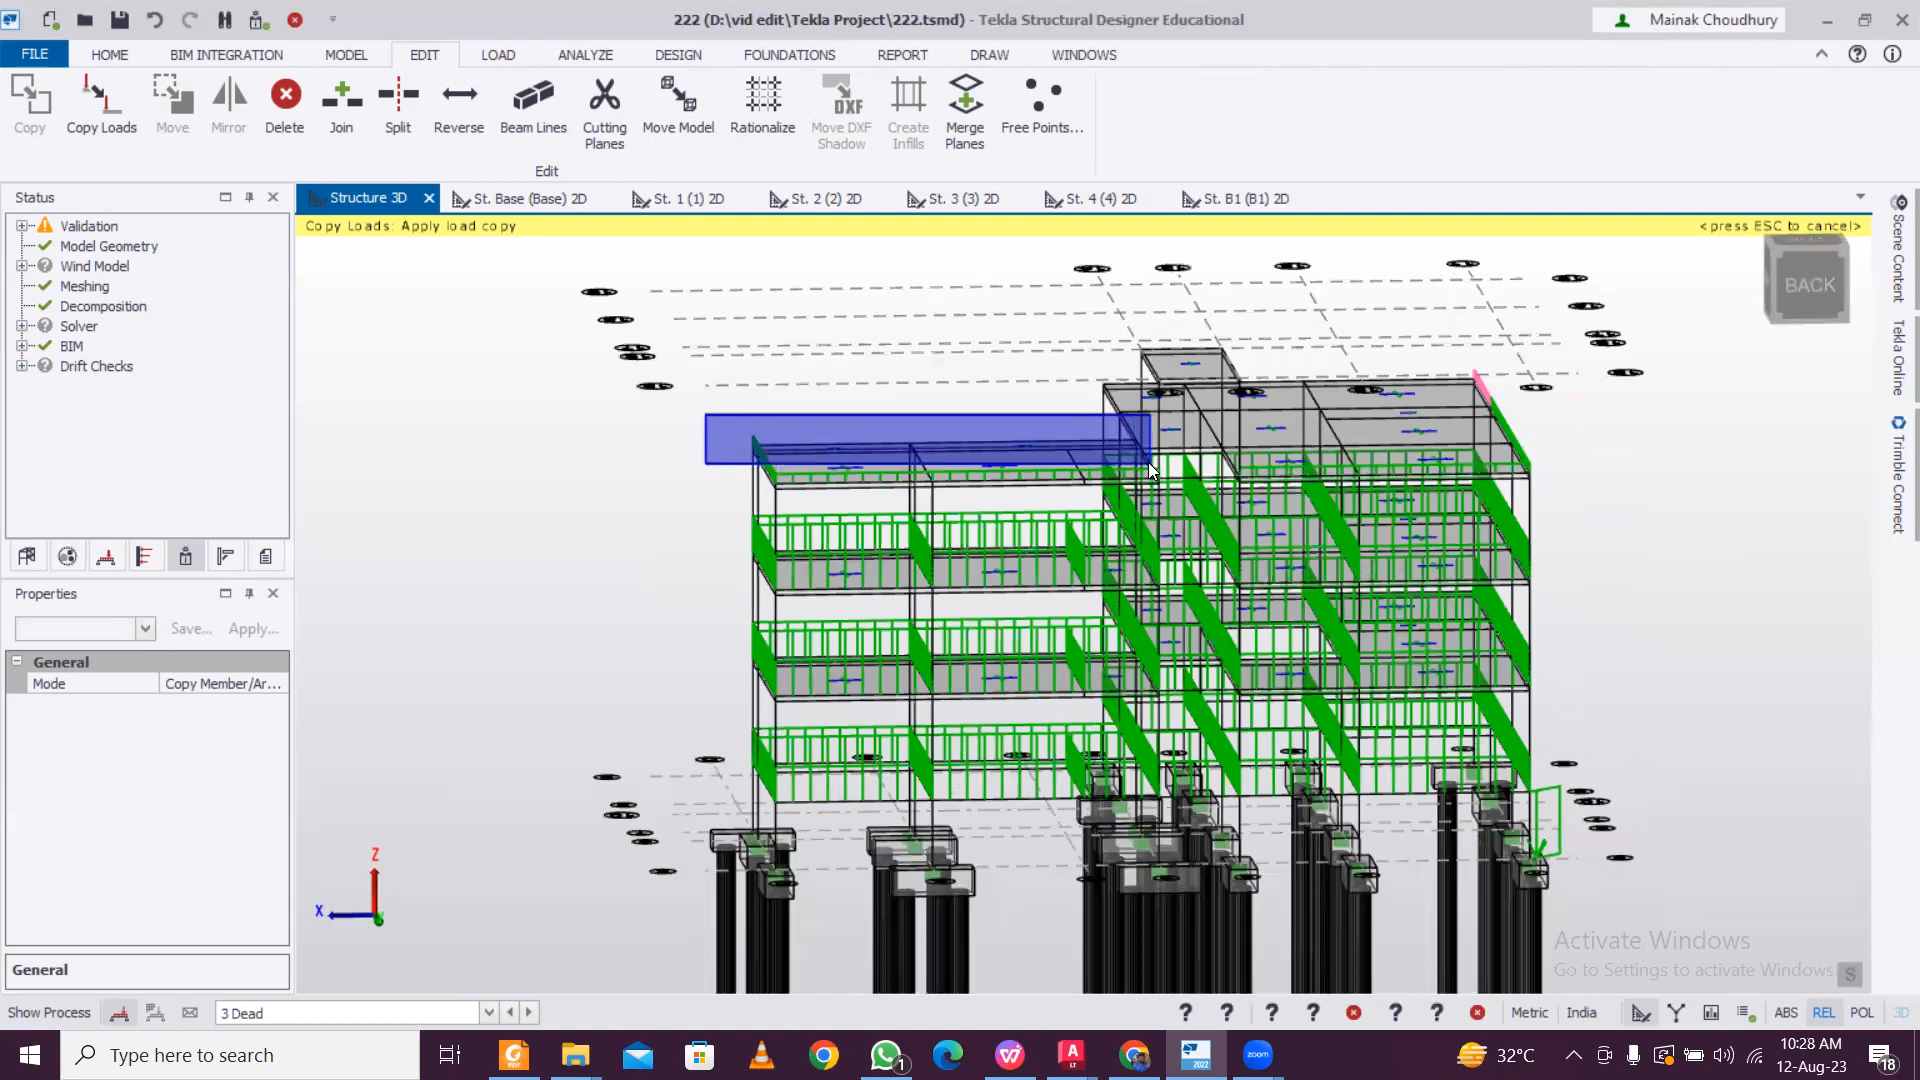 222 (D:\vid edit\Tekla Project\222.tsmd) - Tekla Structural Designer Educational
Mainak Choudhury
FILE HOME BIM INTEGRATION MODEL EDIT LOAD ANALYZE DESIGN FOUNDATIONS REPORT DRAW WINDOWS
Copy Copy Loads Move Mirror Delete Join Split Reverse Beam Lines Cutting Planes Move Model Rationalize Move DXF Shadow Create Infills Merge Planes Free Points...
DXF
Edit
Status
Structure 3D St. Base (Base) 2D St. 1 (1) 2D St. 2 (2) 2D St. 3 (3) 2D St. 4 (4) 2D St. B1 (B1) 2D
Copy Loads: Apply load copy <press ESC to cancel>
Validation
Model Geometry
Wind Model
Meshing
Decomposition
Solver
BIM
Drift Checks
BACK
Scene Content
Tekla Online
Trimble Connect
Properties
Save... Apply...
General
Mode Copy Member/Ar...
Z
X
General
Activate Windows
Go to Settings to activate Windows.
S
Show Process 3 Dead Metric India ABS REL POL 3D
Type here to search
PDF
1
LT
2022
zoom
32°C
10:28 AM
12-Aug-23
18